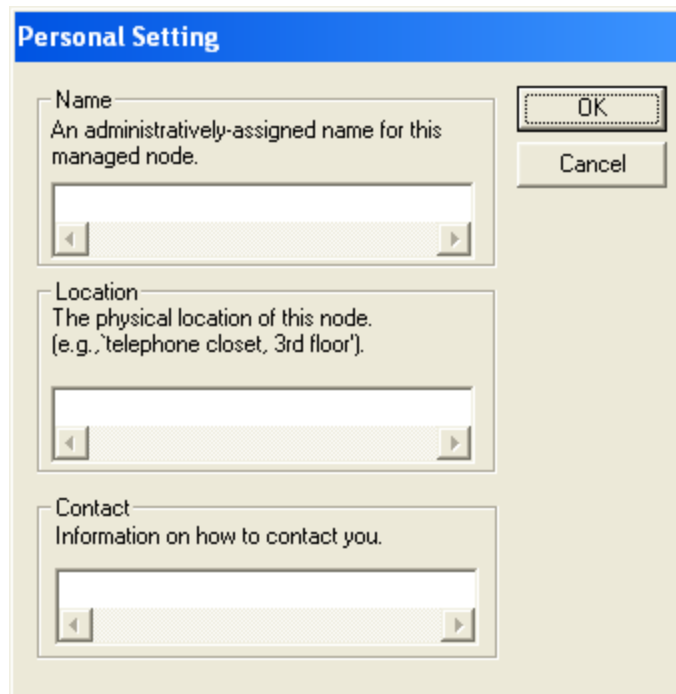 Personal Setting
Name
An administratively-assigned name for this
managed node.
OK
Cancel
Location
The physical location of this node.
(e.g.,`telephone closet, 3rd floor').
Contact
Information on how to contact you.